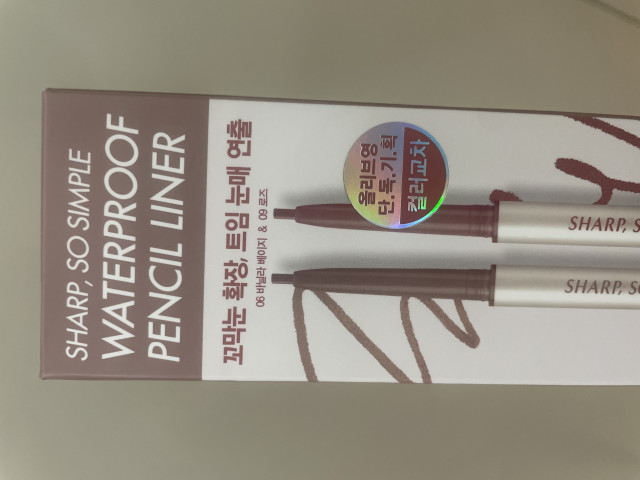 SHARP, SO SIMPLE
WATERPROOF
PENCIL LINER
꼬막눈 확장, 트임 눈매 연출
06 바닐라 베이지 & 09 로즈
올리브영
단.독.기.획
컬러교차
SHARP, S
SHARP, SO